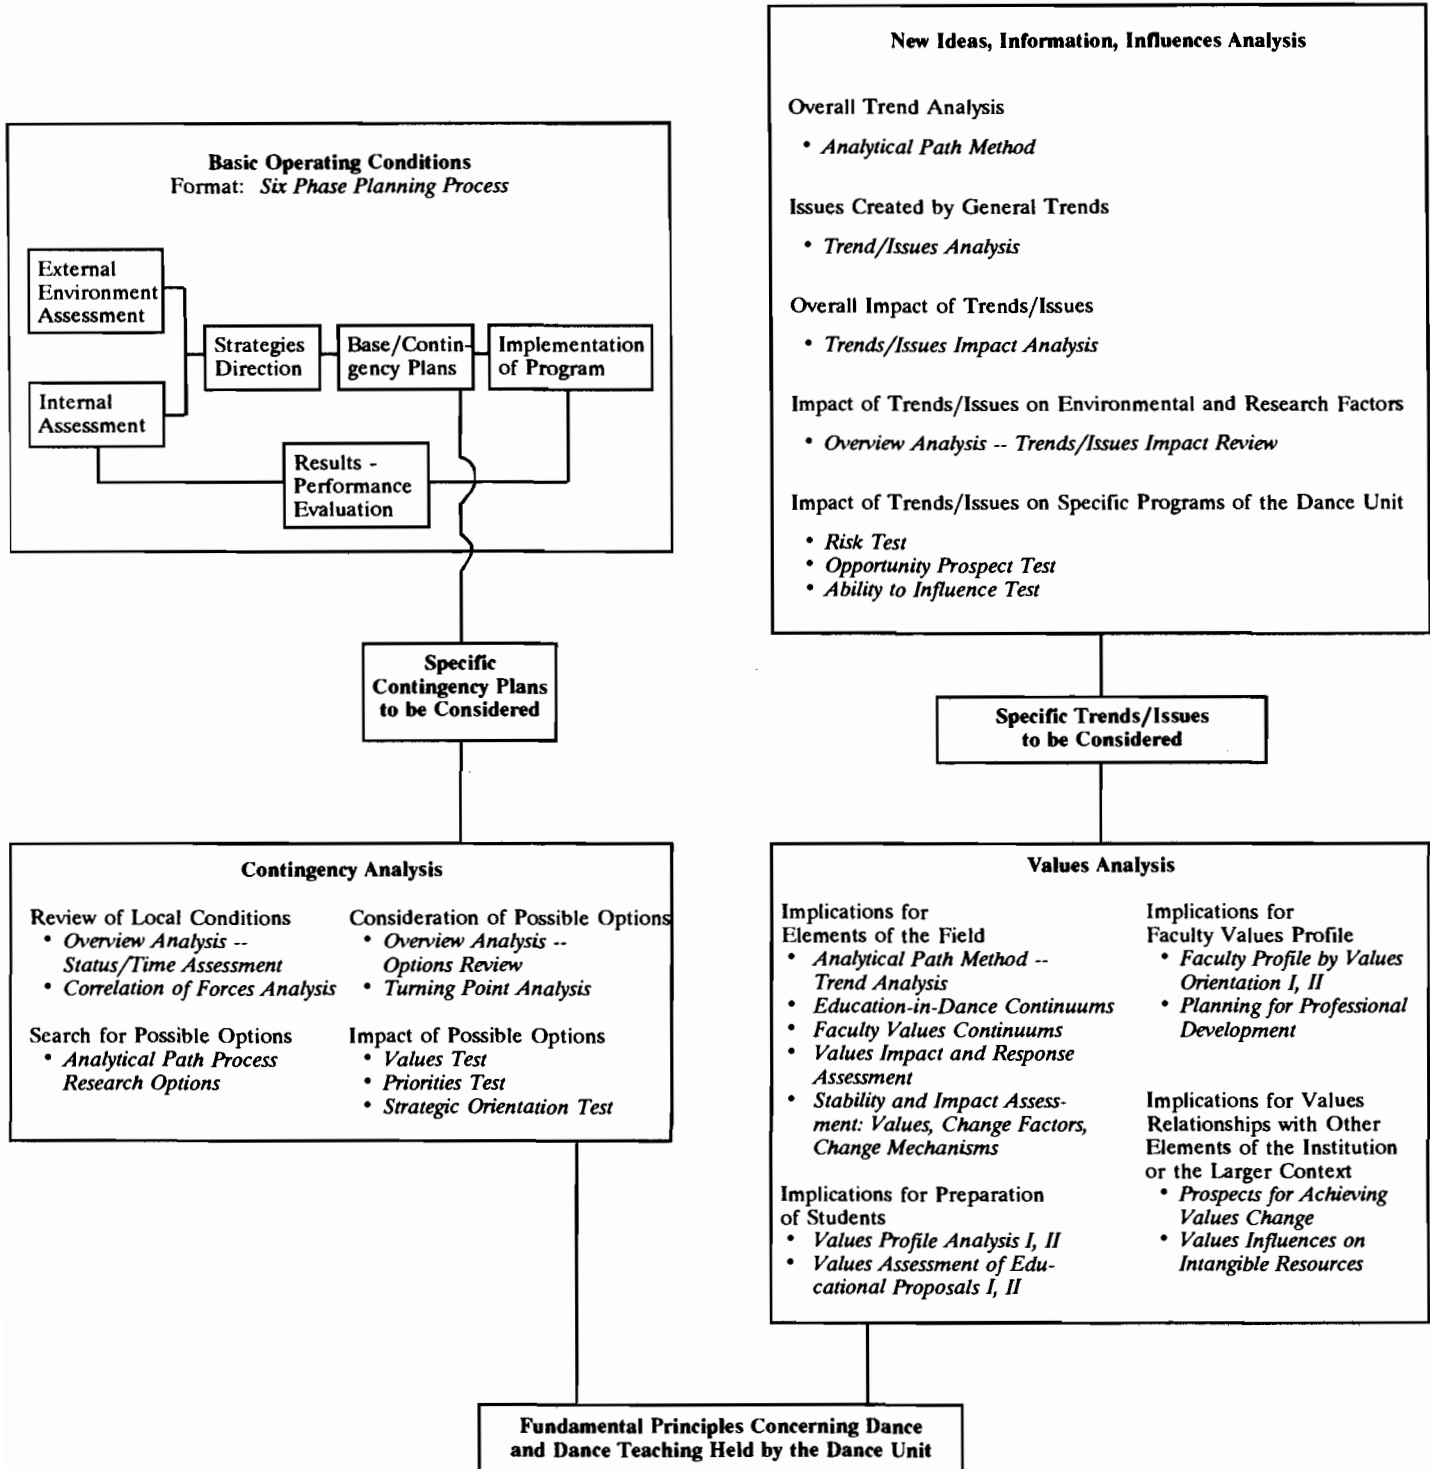 Basic Operating Conditions
Format: Six Phase Planning Process
External
Environment
Assessment
Internal
Assessment
Strategies
Direction
Base/Contin-
gency Plans
Implementation
of Program
Results -
Performance
Evaluation
New Ideas, Information, Influences Analysis
Overall Trend Analysis
• Analytical Path Method
Issues Created by General Trends
• Trend/Issues Analysis
Overall Impact of Trends/Issues
• Trends/Issues Impact Analysis
Impact of Trends/Issues on Environmental and Research Factors
• Overview Analysis -- Trends/Issues Impact Review
Impact of Trends/Issues on Specific Programs of the Dance Unit
• Risk Test
• Opportunity Prospect Test
• Ability to Influence Test
Specific
Contingency Plans
to be Considered
Specific Trends/Issues
to be Considered
Contingency Analysis
Review of Local Conditions
• Overview Analysis --
Status/Time Assessment
• Correlation of Forces Analysis
Search for Possible Options
• Analytical Path Process
Research Options
Consideration of Possible Options
• Overview Analysis --
Options Review
• Turning Point Analysis
Impact of Possible Options
• Values Test
• Priorities Test
• Strategic Orientation Test
Values Analysis
Implications for
Elements of the Field
• Analytical Path Method --
Trend Analysis
• Education-in-Dance Continuums
• Faculty Values Continuums
• Values Impact and Response
Assessment
• Stability and Impact Assess-
ment: Values, Change Factors,
Change Mechanisms
Implications for Preparation
of Students
• Values Profile Analysis I, II
• Values Assessment of Edu-
cational Proposals I, II
Implications for
Faculty Values Profile
• Faculty Profile by Values
Orientation I, II
• Planning for Professional
Development
Implications for Values
Relationships with Other
Elements of the Institution
or the Larger Context
• Prospects for Achieving
Values Change
• Values Influences on
Intangible Resources
Fundamental Principles Concerning Dance
and Dance Teaching Held by the Dance Unit